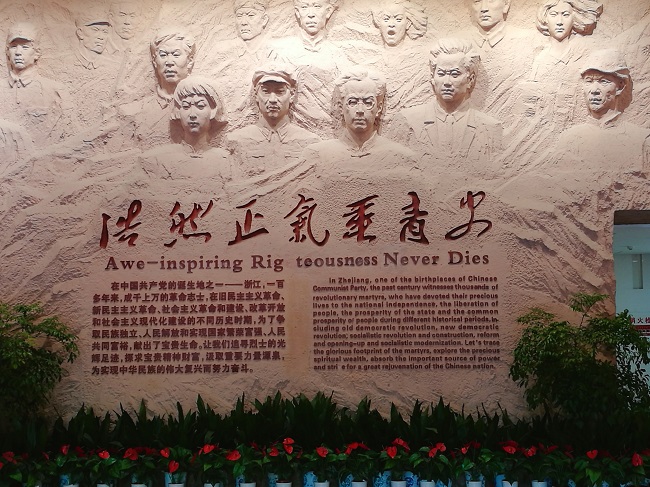 浩然正氣垂青史
Awe-inspiring Rig teousness Never Dies
在中国共产党的诞生地之一——浙江,一百
多年来,成千上万的革命志士,在旧民主主义革命、
新民主主义革命、社会主义革命和建设、改革开放
和社会主义现代化建设的不同历史时期,为了争
取民族独立、人民解放和实现国家繁荣富强、人民
共同富裕,献出了宝贵生命,让我们追寻烈士的光
辉足迹,探求宝贵精神财富,汲取重要力量源泉,
为实现中华民族的伟大复兴而努力奋斗。
In Zhejiang, one of the birthpleces of Chinese
Communist Party, the past century witnesses thousands of
revolutionary martyrs, who have devoted their precious
lives to the national independence, the liberation of
people, the prosperity of the state and the common
prosperity of people during different historical periods,in
cluding old democratic revolution, new democratic
revolution, socialistic revolution and construction, reform
and opening-up and socialistic modernization. Let's track
the glorious footprint of the martyrs, explore the precious
spiritual wealth, absorb the important source of power
and stri e for a great rejuvenation of the Chinese nation.
火栓